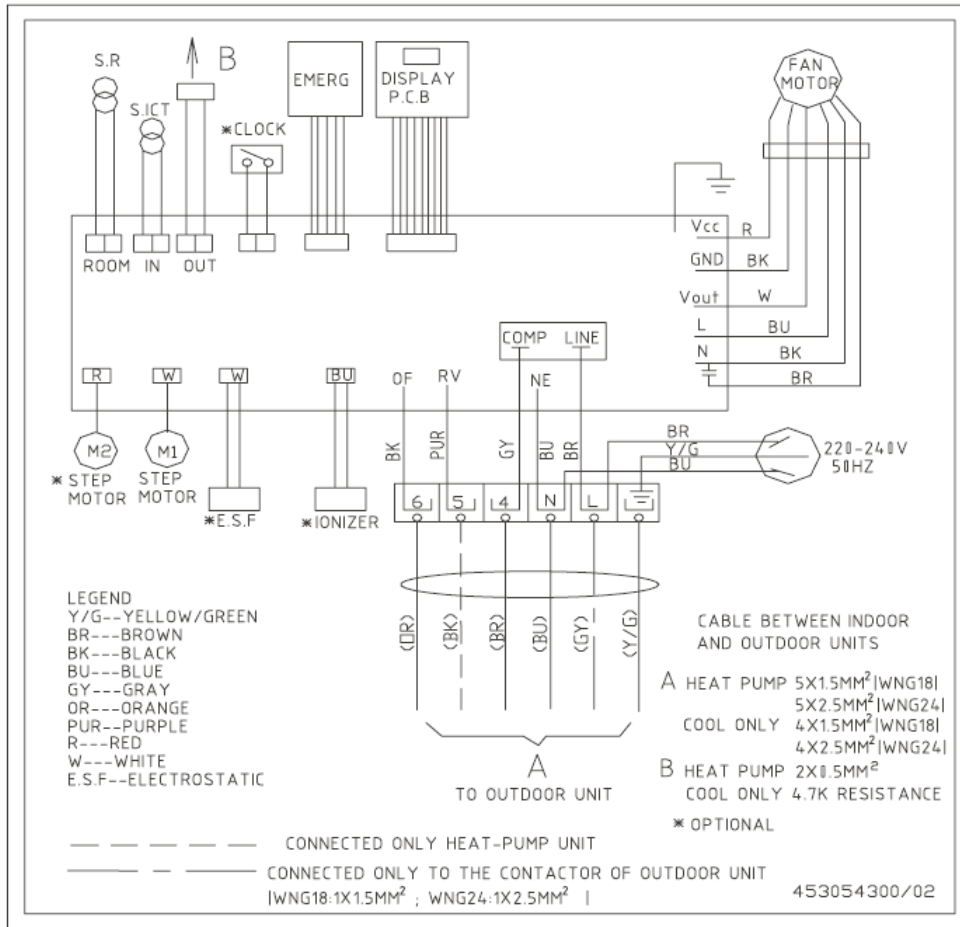 S.R
B
S.ICT
EMERG
DISPLAY
P.C.B
*CLOCK
FAN
MOTOR
ROOM
IN
OUT
Vcc
R
GND
BK
Vout
W
L
BU
N
BK
BR
COMP
LINE
R
W
W
BU
OF
RV
NE
M2
M1
* STEP
MOTOR
STEP
MOTOR
*E.S.F
*IONIZER
BK
PUR
GY
BU
BR
BR
Y/G
BU
220-240V
50HZ
6
5
4
N
L
(OR)
(BK)
(BR)
(BU)
(GY)
(Y/G)
A
TO OUTDOOR UNIT
LEGEND
Y/G--YELLOW/GREEN
BR---BROWN
BK---BLACK
BU---BLUE
GY---GRAY
OR---ORANGE
PUR--PURPLE
R---RED
W---WHITE
E.S.F--ELECTROSTATIC
CABLE BETWEEN INDOOR
AND OUTDOOR UNITS
A HEAT PUMP 5X1.5MM²|WNG18|
5X2.5MM²|WNG24|
COOL ONLY 4X1.5MM²|WNG18|
4X2.5MM²|WNG24|
B HEAT PUMP 2X0.5MM²
COOL ONLY 4.7K RESISTANCE
* OPTIONAL
CONNECTED ONLY HEAT-PUMP UNIT
CONNECTED ONLY TO THE CONTACTOR OF OUTDOOR UNIT
|WNG18:1X1.5MM² ; WNG24:1X2.5MM² |
453054300/02